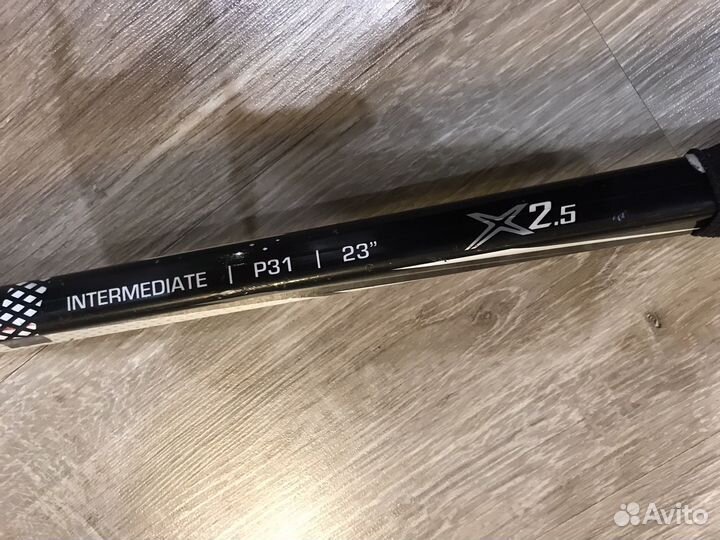 INTERMEDIATE | P31 | 23"
X2.5
Avito